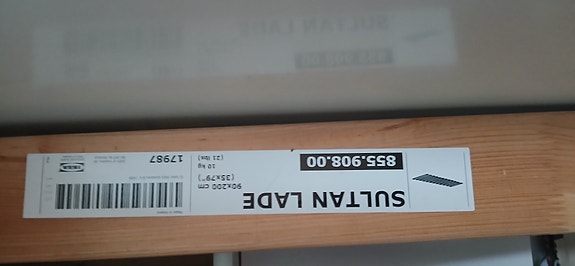 SULTAN LADE
855.908.00
90x200 cm
(35x79")
10 kg
(21 lbs)
17987
IKEA